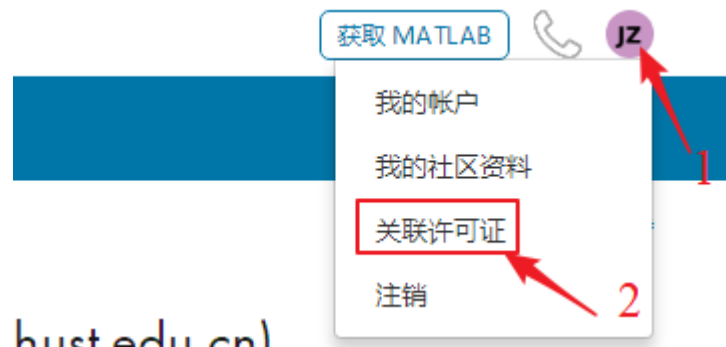 获取 MATLAB
JZ
我的帐户
1
我的社区资料
关联许可证
注销
2
hust.edu.cn)